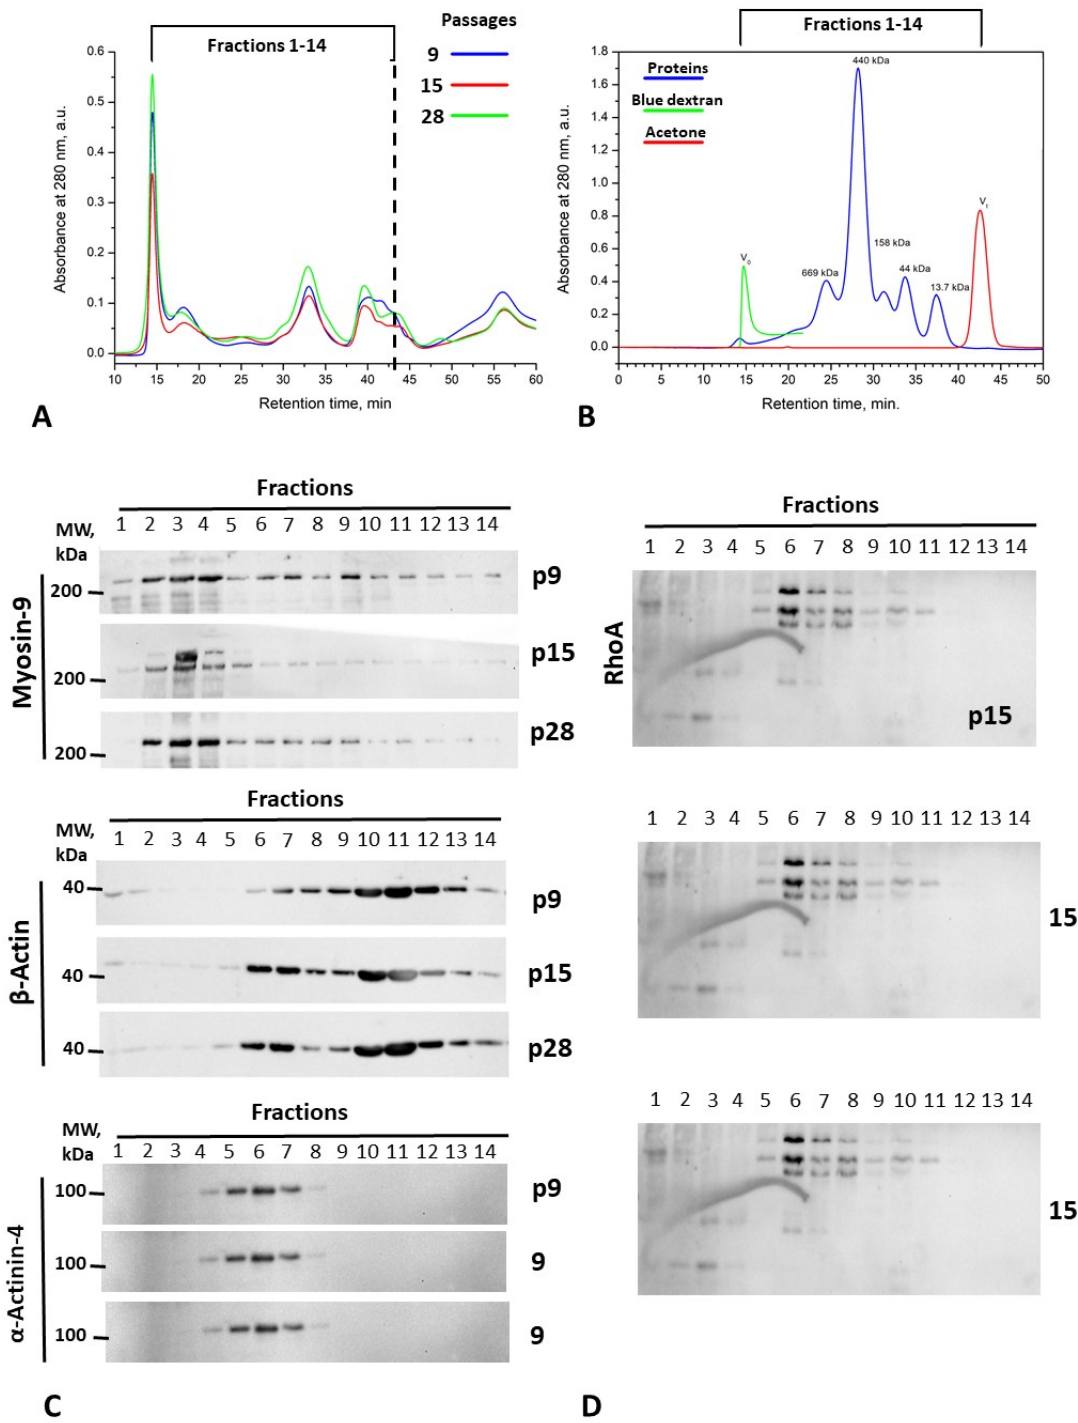 Passages
Fractions 1-14
9
15
28
0.6
0.5
0.4
0.3
0.2
0.1
0.0
Absorbance at 280 nm, a.u.
10 15 20 25 30 35 40 45 50 55 60
Retention time, min
A
Fractions 1-14
Proteins
Blue dextran
Acetone
1.8
1.6
1.4
1.2
1.0
0.8
0.6
0.4
0.2
0.0
Absorbance at 280 nm, a.u.
V0
669 kDa
440 kDa
158 kDa
44 kDa
13.7 kDa
Vt
0 5 10 15 20 25 30 35 40 45 50
Retention time, min.
B
Fractions
MW, kDa
1 2 3 4 5 6 7 8 9 10 11 12 13 14
Myosin-9
200
p9
200
p15
200
p28
Fractions
MW, kDa
1 2 3 4 5 6 7 8 9 10 11 12 13 14
β-Actin
40
p9
40
p15
40
p28
Fractions
MW, kDa
1 2 3 4 5 6 7 8 9 10 11 12 13 14
α-Actinin-4
100
p9
100
9
100
9
C
Fractions
1 2 3 4 5 6 7 8 9 10 11 12 13 14
RhoA
p15
1 2 3 4 5 6 7 8 9 10 11 12 13 14
15
1 2 3 4 5 6 7 8 9 10 11 12 13 14
15
D